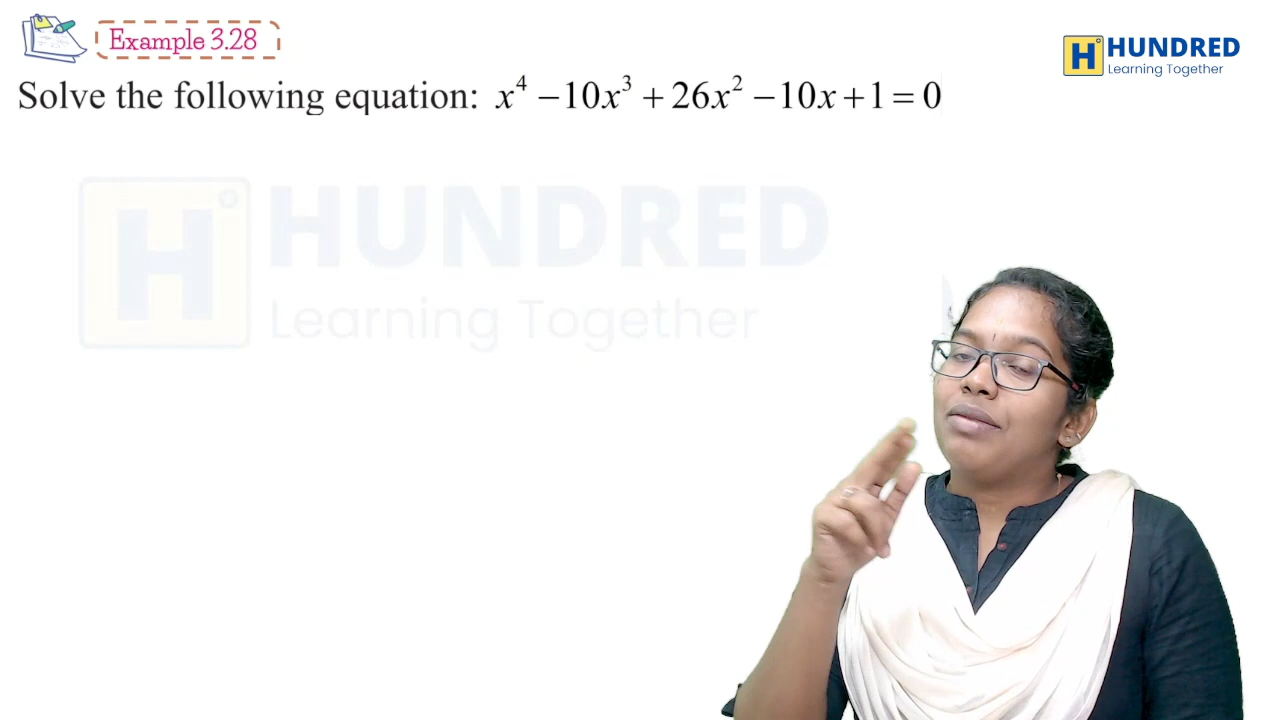 Example 3.28
HUNDRED
Learning Together
Solve the following equation: x⁴ − 10x³ + 26x² − 10x + 1 = 0
HUNDRED
Learning Together